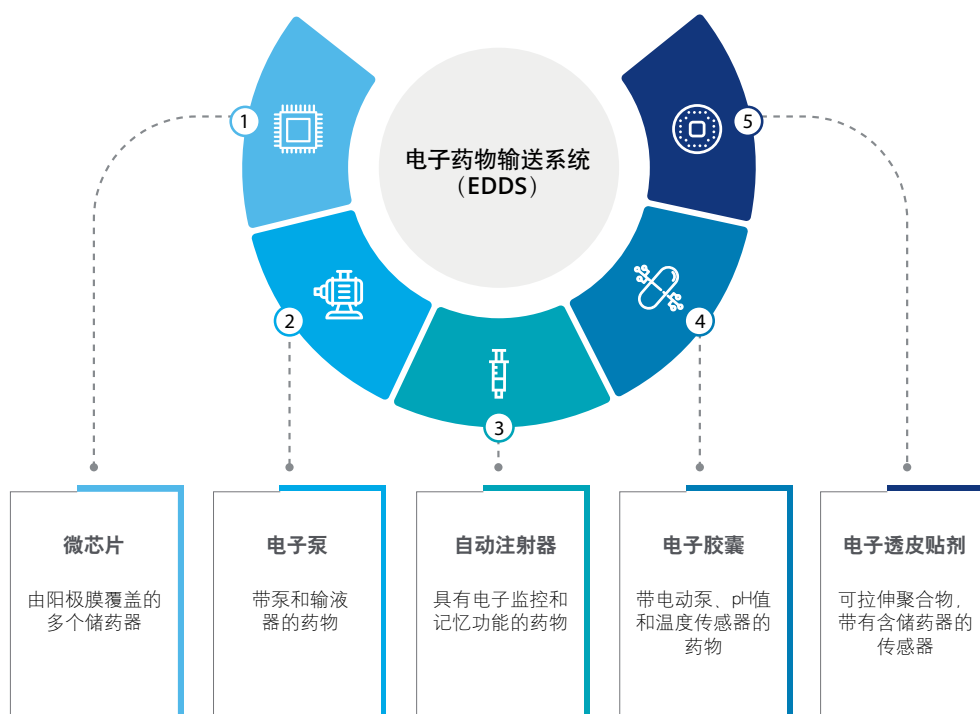 电子药物输送系统
（EDDS）
1
2
3
4
5
微芯片
由阳极膜覆盖的
多个储药器
电子泵
带泵和输液
器的药物
自动注射器
具有电子监控和
记忆功能的药物
电子胶囊
带电动泵、pH值
和温度传感器的
药物
电子透皮贴剂
可拉伸聚合物，
带有含储药器的
传感器